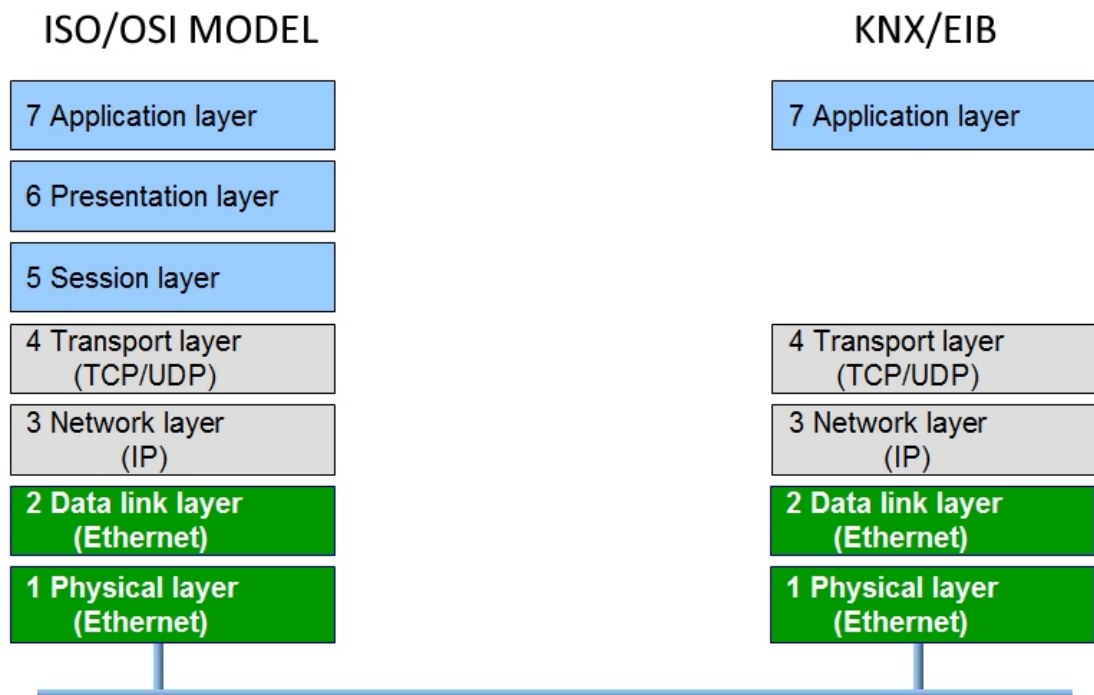 ISO/OSI MODEL
7 Application layer
6 Presentation layer
5 Session layer
4 Transport layer
(TCP/UDP)
3 Network layer
(IP)
2 Data link layer
(Ethernet)
1 Physical layer
(Ethernet)
KNX/EIB
7 Application layer
4 Transport layer
(TCP/UDP)
3 Network layer
(IP)
2 Data link layer
(Ethernet)
1 Physical layer
(Ethernet)